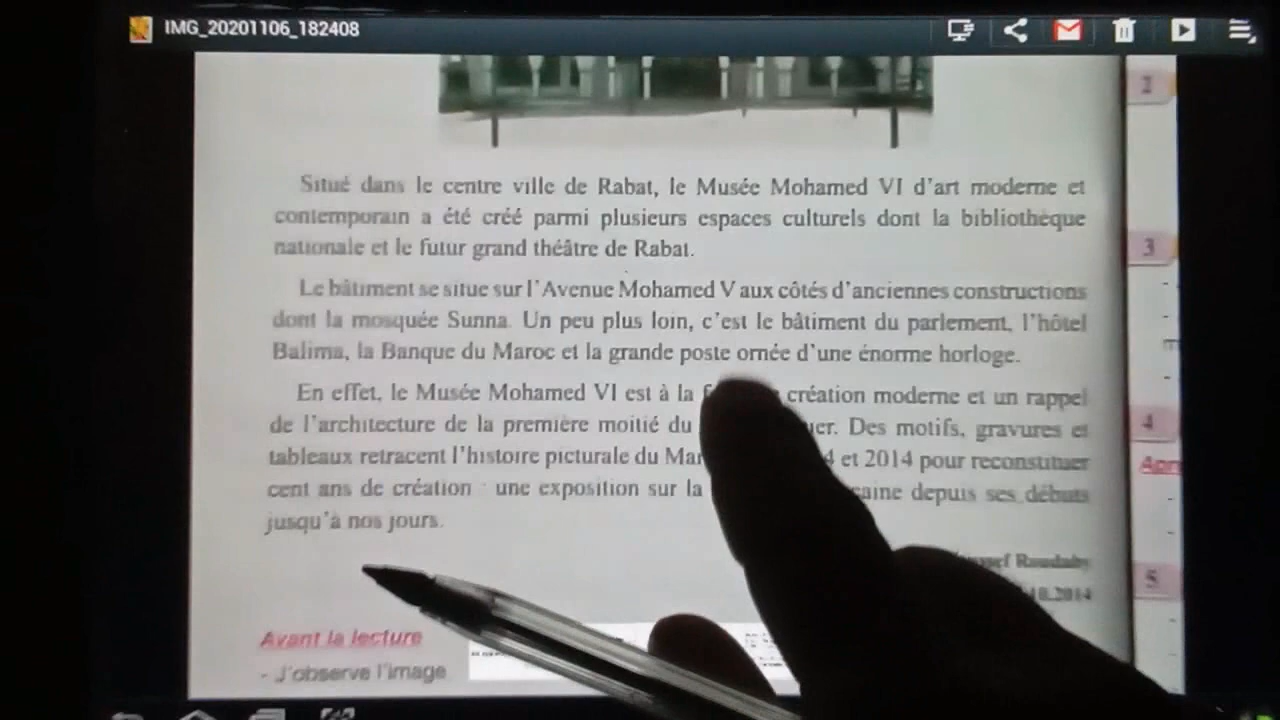 IMG_20201106_182408
2
Situé dans le centre ville de Rabat, le Musée Mohamed VI d'art moderne et
contemporain a été créé parmi plusieurs espaces culturels dont la bibliothèque
nationale et le futur grand théâtre de Rabat.
3
Le bâtiment se situe sur l'Avenue Mohamed V aux côtés d'anciennes constructions
dont la mosquée Sunna. Un peu plus loin, c'est le bâtiment du parlement, l'hôtel
Balima, la Banque du Maroc et la grande poste ornée d'une énorme horloge.
En effet, le Musée Mohamed VI est à la création moderne et un rappel
4
de l'architecture de la première moitié du Des motifs, gravures et
tableaux retracent l'histoire picturale du et 2014 pour reconstituer
cent ans de création : une exposition sur la depuis ses débuts
jusqu'à nos jours.
5
Avant la lecture
- J'observe l'image